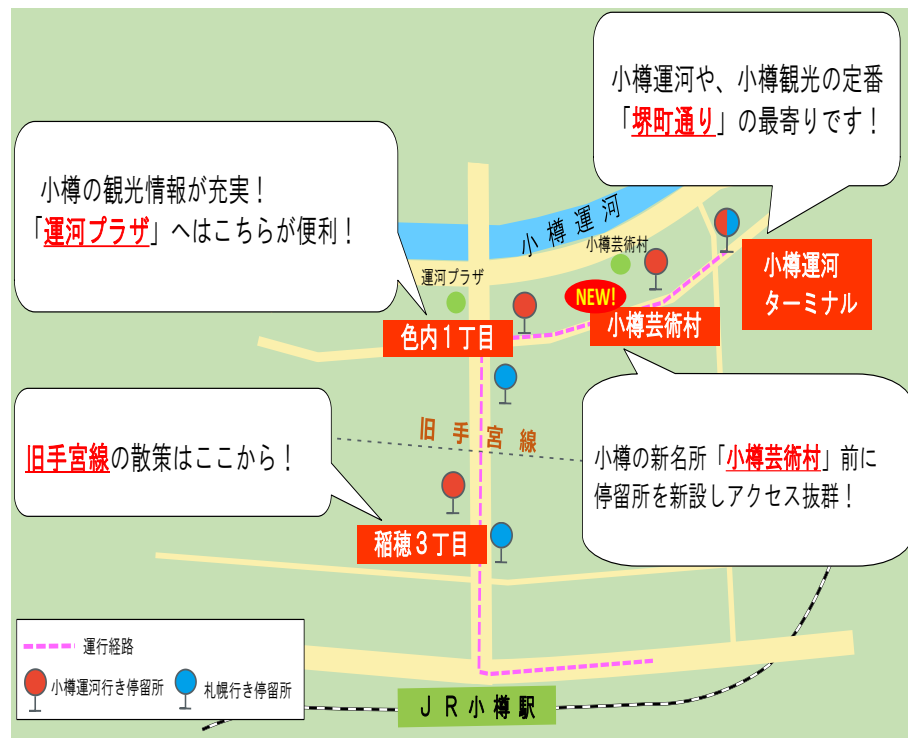 小樽運河や、小樽観光の定番
「堺町通り」の最寄りです！
小樽の観光情報が充実！
「運河プラザ」へはこちらが便利！
小樽運河
小樽芸術村
運河プラザ
NEW!
小樽運河
ターミナル
小樽芸術村
色内１丁目
旧手宮線
旧手宮線の散策はここから！
小樽の新名所「小樽芸術村」前に
停留所を新設しアクセス抜群！
稲穂３丁目
運行経路
小樽運河行き停留所
札幌行き停留所
ＪＲ小樽駅